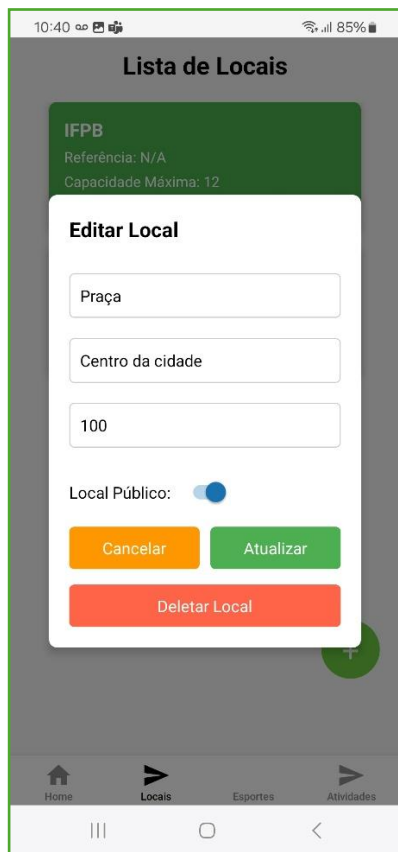 10:40
85%
Lista de Locais
IFPB
Referência: N/A
Capacidade Máxima: 12
Editar Local
Praça
Centro da cidade
100
Local Público:
Cancelar Atualizar
Deletar Local
+
Home Locais Esportes Atividades